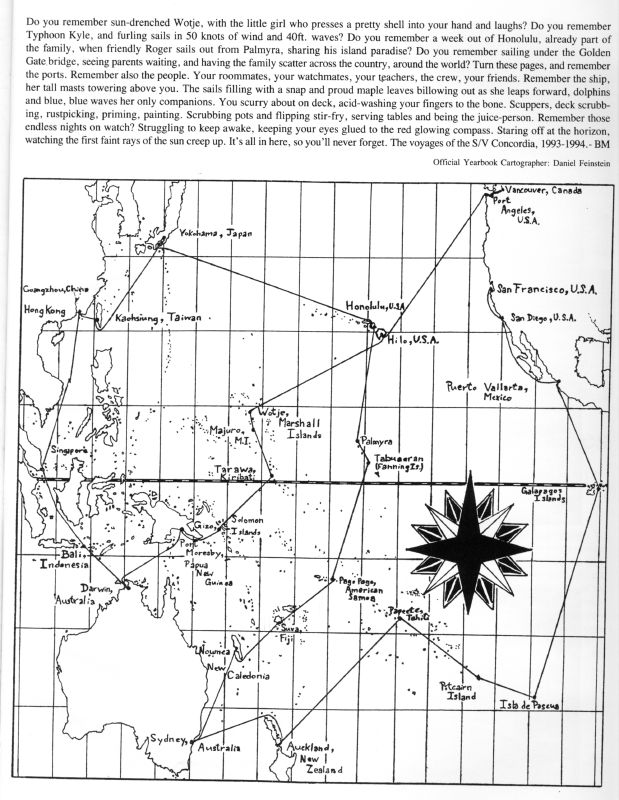 Do you remember sun-drenched Wotje, with the little girl who presses a pretty shell into your hand and laughs? Do you remember
Typhoon Kyle, and furling sails in 50 knots of wind and 40ft. waves? Do you remember a week out of Honolulu, already part of
the family, when friendly Roger sails out from Palmyra, sharing his island paradise? Do you remember sailing under the Golden
Gate bridge, seeing parents waiting, and having the family scatter across the country, around the world? Turn these pages, and remember
the ports. Remember also the people. Your roommates, your watchmates, your teachers, the crew, your friends. Remember the ship,
her tall masts towering above you. The sails filling with a snap and proud maple leaves billowing out as she leaps forward, dolphins
and blue, blue waves her only companions. You scurry about on deck, acid-washing your fingers to the bone. Scuppers, deck scrubb-
ing, rustpicking, priming, painting. Scrubbing pots and flipping stir-fry, serving tables and being the juice-person. Remember those
endless nights on watch? Struggling to keep awake, keeping your eyes glued to the red glowing compass. Staring off at the horizon,
watching the first faint rays of the sun creep up. It's all in here, so you'll never forget. The voyages of the S/V Concordia, 1993-1994.- BM
Official Yearbook Cartographer: Daniel Feinstein
Vancouver, Canada
Port
Angeles,
U.S.A.
Yokohama, Japan
Guangzhou, China
Hong Kong
Kaohsiung, Taiwan
Honolulu, U.S.A.
Hilo, U.S.A.
San Francisco, U.S.A.
San Diego, U.S.A.
Puerto Vallarta,
Mexico
Wotje,
Marshall
Islands
Majuro,
M.I.
Palmyra
Tabuaeran
(Fanning Is.)
Singapore
Tarawa,
Kiribati
Galapagos
Islands
Gizo,
Solomon
Islands
Bali,
Indonesia
Port
Moresby,
Papua
New
Guinea
Darwin,
Australia
Pago Pago,
American
Samoa
Papeete,
Tahiti
Suva,
Fiji
Noumea
New
Caledonia
Pitcairn
Island
Isla de Pascua
Sydney,
Australia
Auckland,
New
Zealand